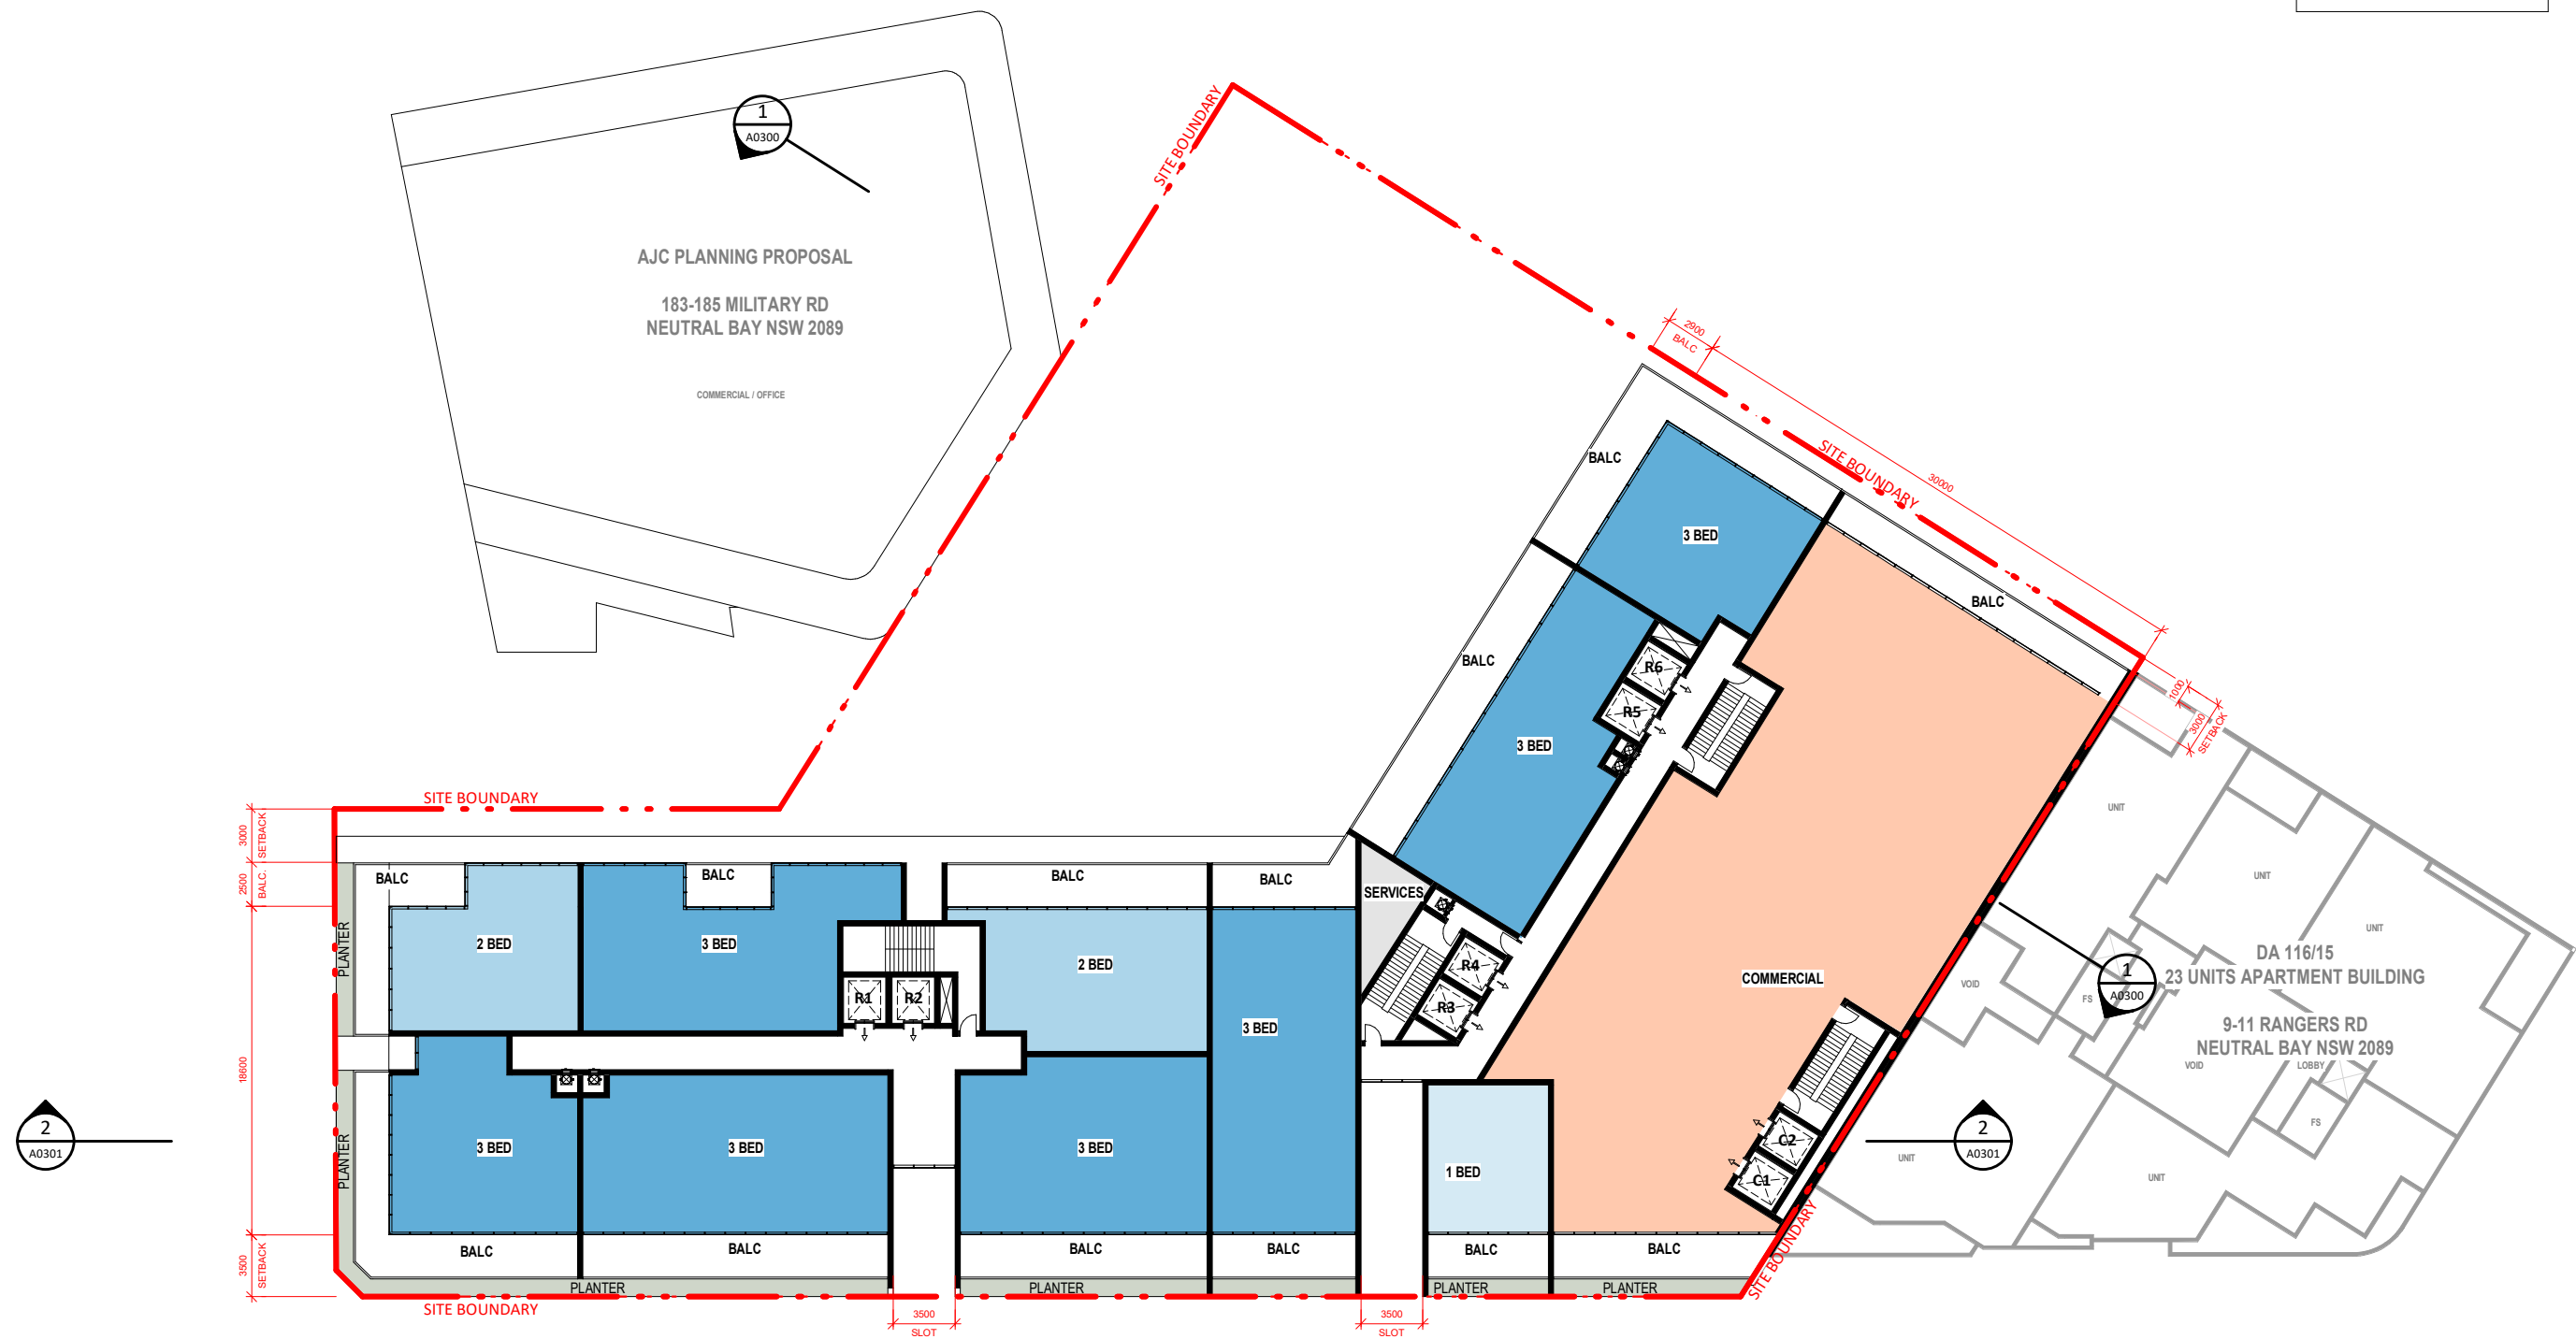 1
A0300
AJC PLANNING PROPOSAL
183-185 MILITARY RD
NEUTRAL BAY NSW 2089
COMMERCIAL / OFFICE
SITE BOUNDARY
2900
BALC
SITE BOUNDARY
30000
BALC
3 BED
BALC
BALC
3 BED
R6
R5
1000
3000
SETBACK
SITE BOUNDARY
3000
SETBACK
2500
BALC.
18600
3500
SETBACK
BALC
BALC
BALC
BALC
SERVICES
PLANTER
2 BED
3 BED
2 BED
3 BED
R1
R2
R4
R3
COMMERCIAL
PLANTER
3 BED
3 BED
3 BED
1 BED
C2
C1
BALC
BALC
BALC
BALC
BALC
BALC
PLANTER
PLANTER
PLANTER
PLANTER
SITE BOUNDARY
SITE BOUNDARY
3500
SLOT
3500
SLOT
2
A0301
2
A0301
1
A0300
UNIT
UNIT
UNIT
VOID
FS
DA 116/15
23 UNITS APARTMENT BUILDING
9-11 RANGERS RD
NEUTRAL BAY NSW 2089
VOID
LOBBY
FS
UNIT
UNIT